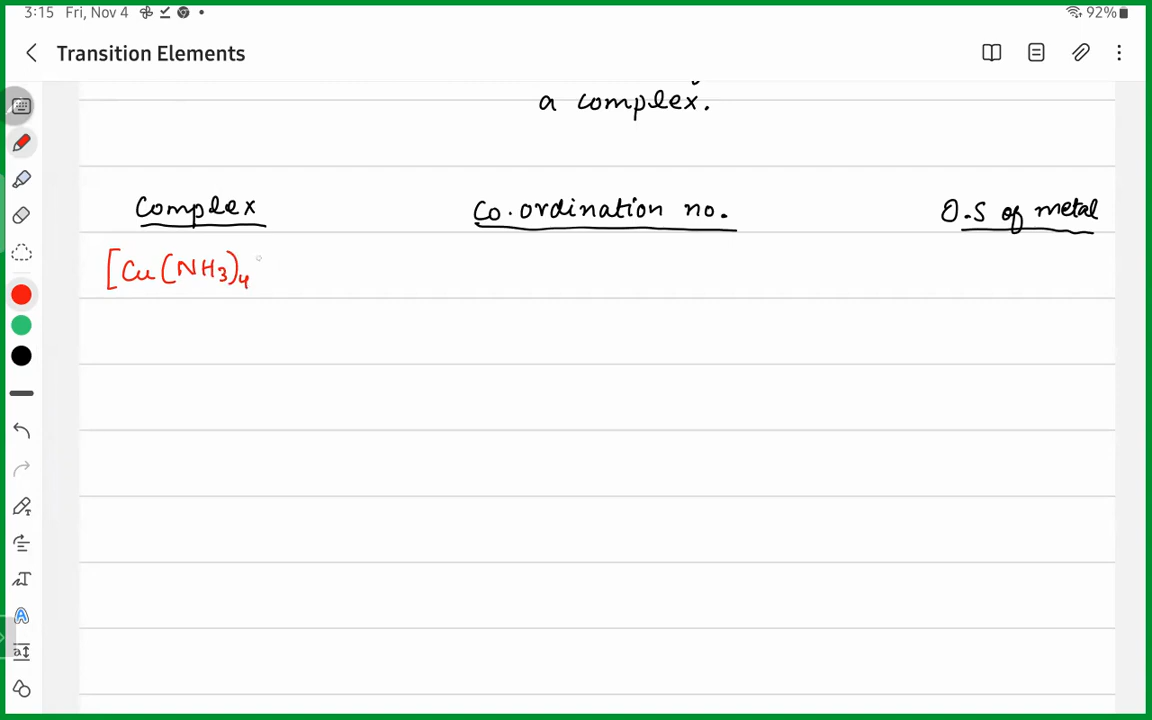 3:15 Fri, Nov 4
92%
Transition Elements
a complex.
Complex Co.ordination no. O.S of metal
[Cu(NH3)4